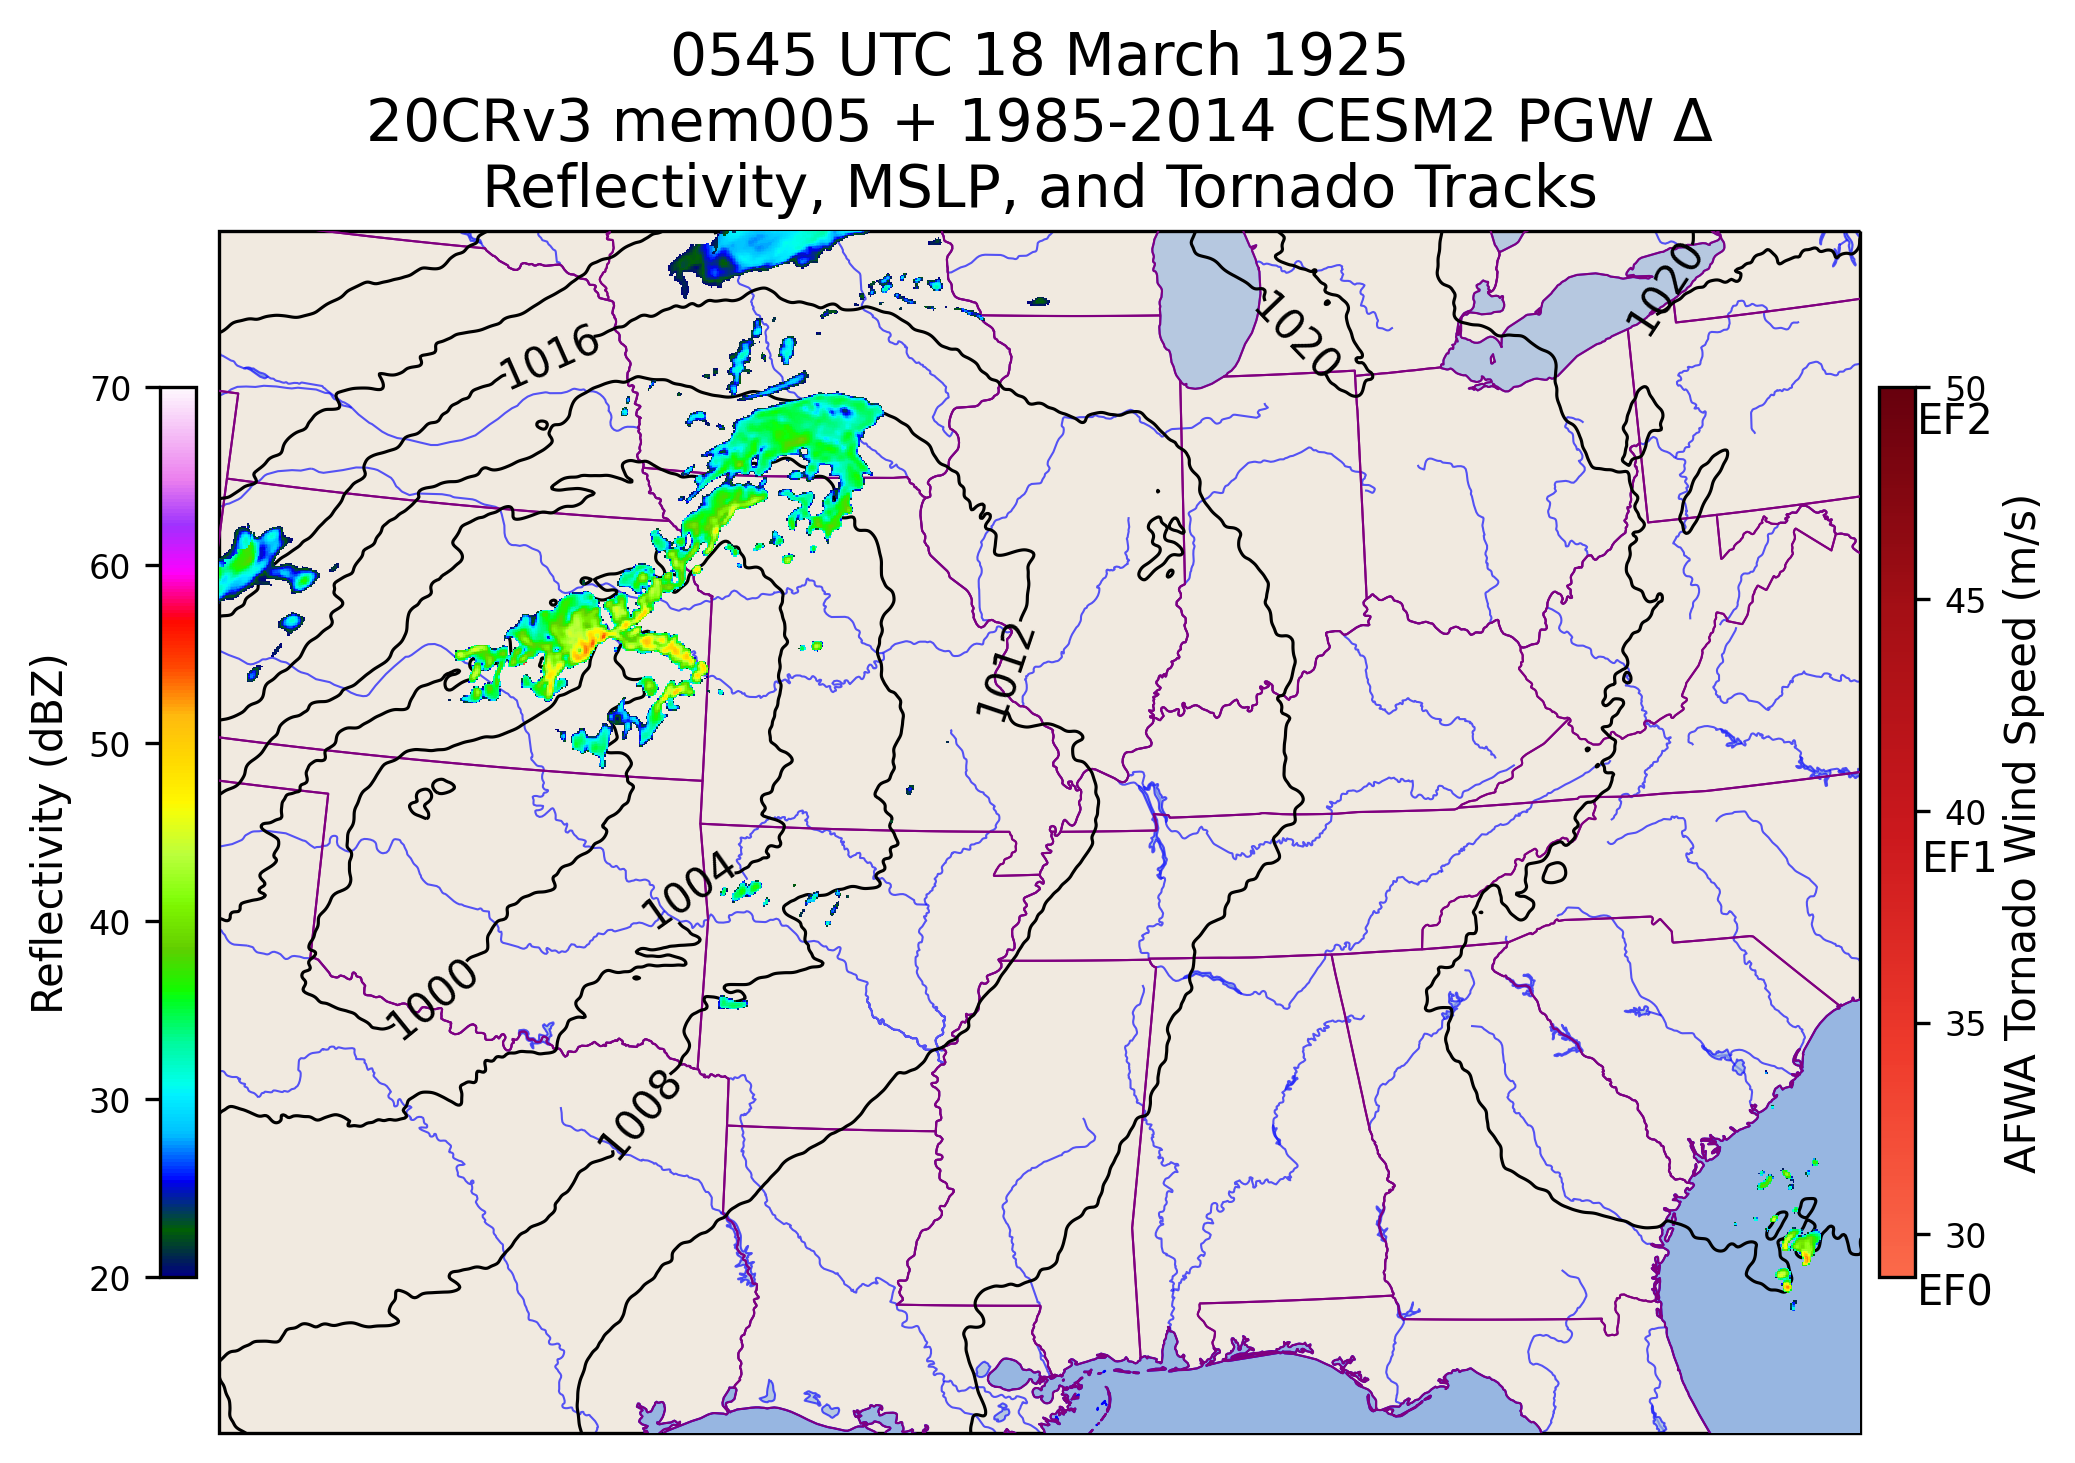 0545 UTC 18 March 1925
20CRv3 mem005 + 1985-2014 CESM2 PGW Δ
Reflectivity, MSLP, and Tornado Tracks
70
60
50
40
30
20
Reflectivity (dBZ)
1016
1020
1020
1012
1004
1000
1008
50
EF2
45
40
EF1
35
30
EF0
AFWA Tornado Wind Speed (m/s)